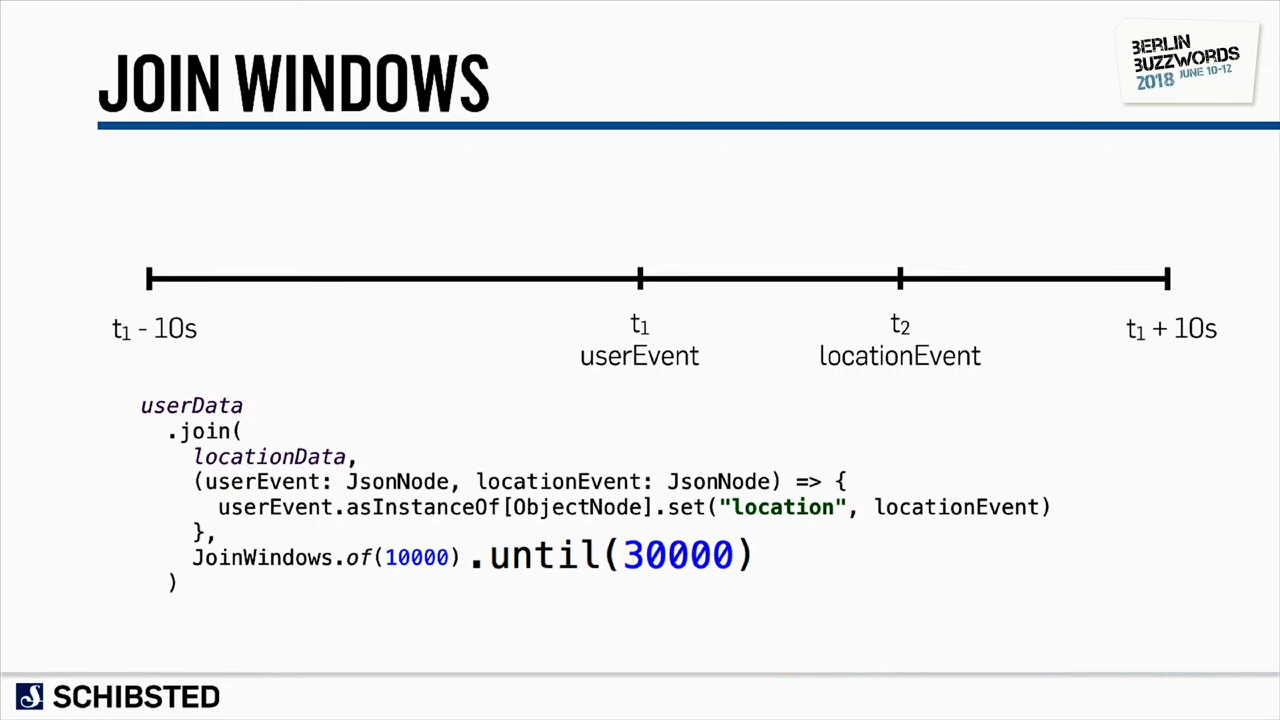 JOIN WINDOWS
BERLIN
BUZZWORDS
2018 JUNE 10-12
t₁ - 10s
t₁
userEvent
t₂
locationEvent
t₁ + 10s
userData
.join(
locationData,
(userEvent: JsonNode, locationEvent: JsonNode) => {
userEvent.asInstanceOf[ObjectNode].set("location", locationEvent)
},
JoinWindows.of(10000).until(30000)
)
SCHIBSTED